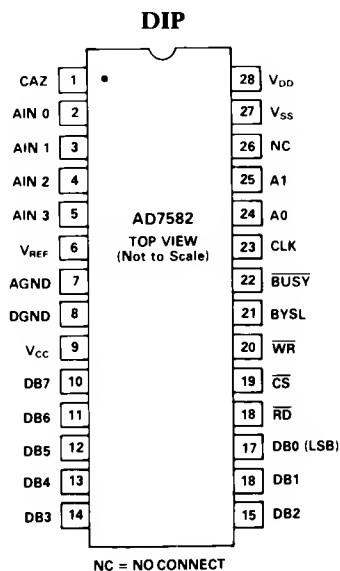 DIP
CAZ 1 28 VDD
AIN 0 2 27 VSS
AIN 1 3 26 NC
AIN 2 4 25 A1
AIN 3 5 24 A0
AD7582
TOP VIEW
(Not to Scale)
VREF 6 23 CLK
AGND 7 22 BUSY
DGND 8 21 BYSL
VCC 9 20 WR
DB7 10 19 CS
DB6 11 18 RD
DB5 12 17 DB0 (LSB)
DB4 13 18 DB1
DB3 14 15 DB2
NC = NO CONNECT